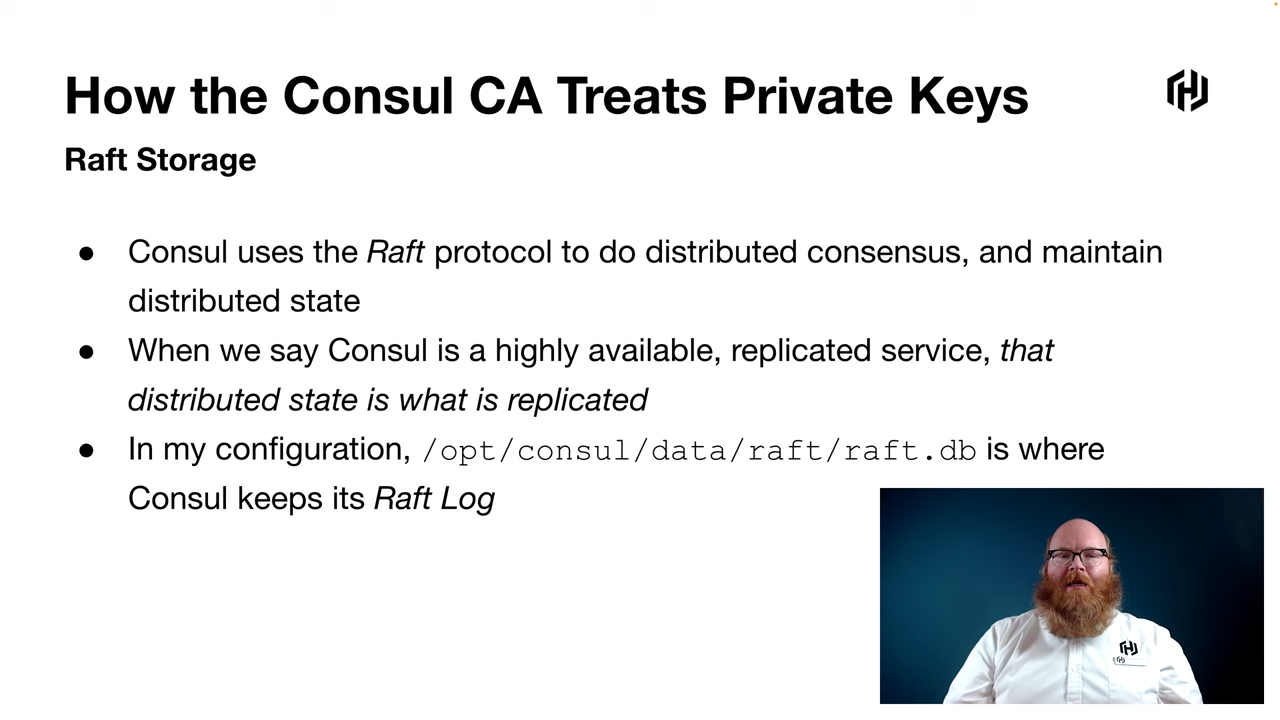 How the Consul CA Treats Private Keys
Raft Storage
● Consul uses the Raft protocol to do distributed consensus, and maintain
distributed state
● When we say Consul is a highly available, replicated service, that
distributed state is what is replicated
● In my configuration, /opt/consul/data/raft/raft.db is where
Consul keeps its Raft Log